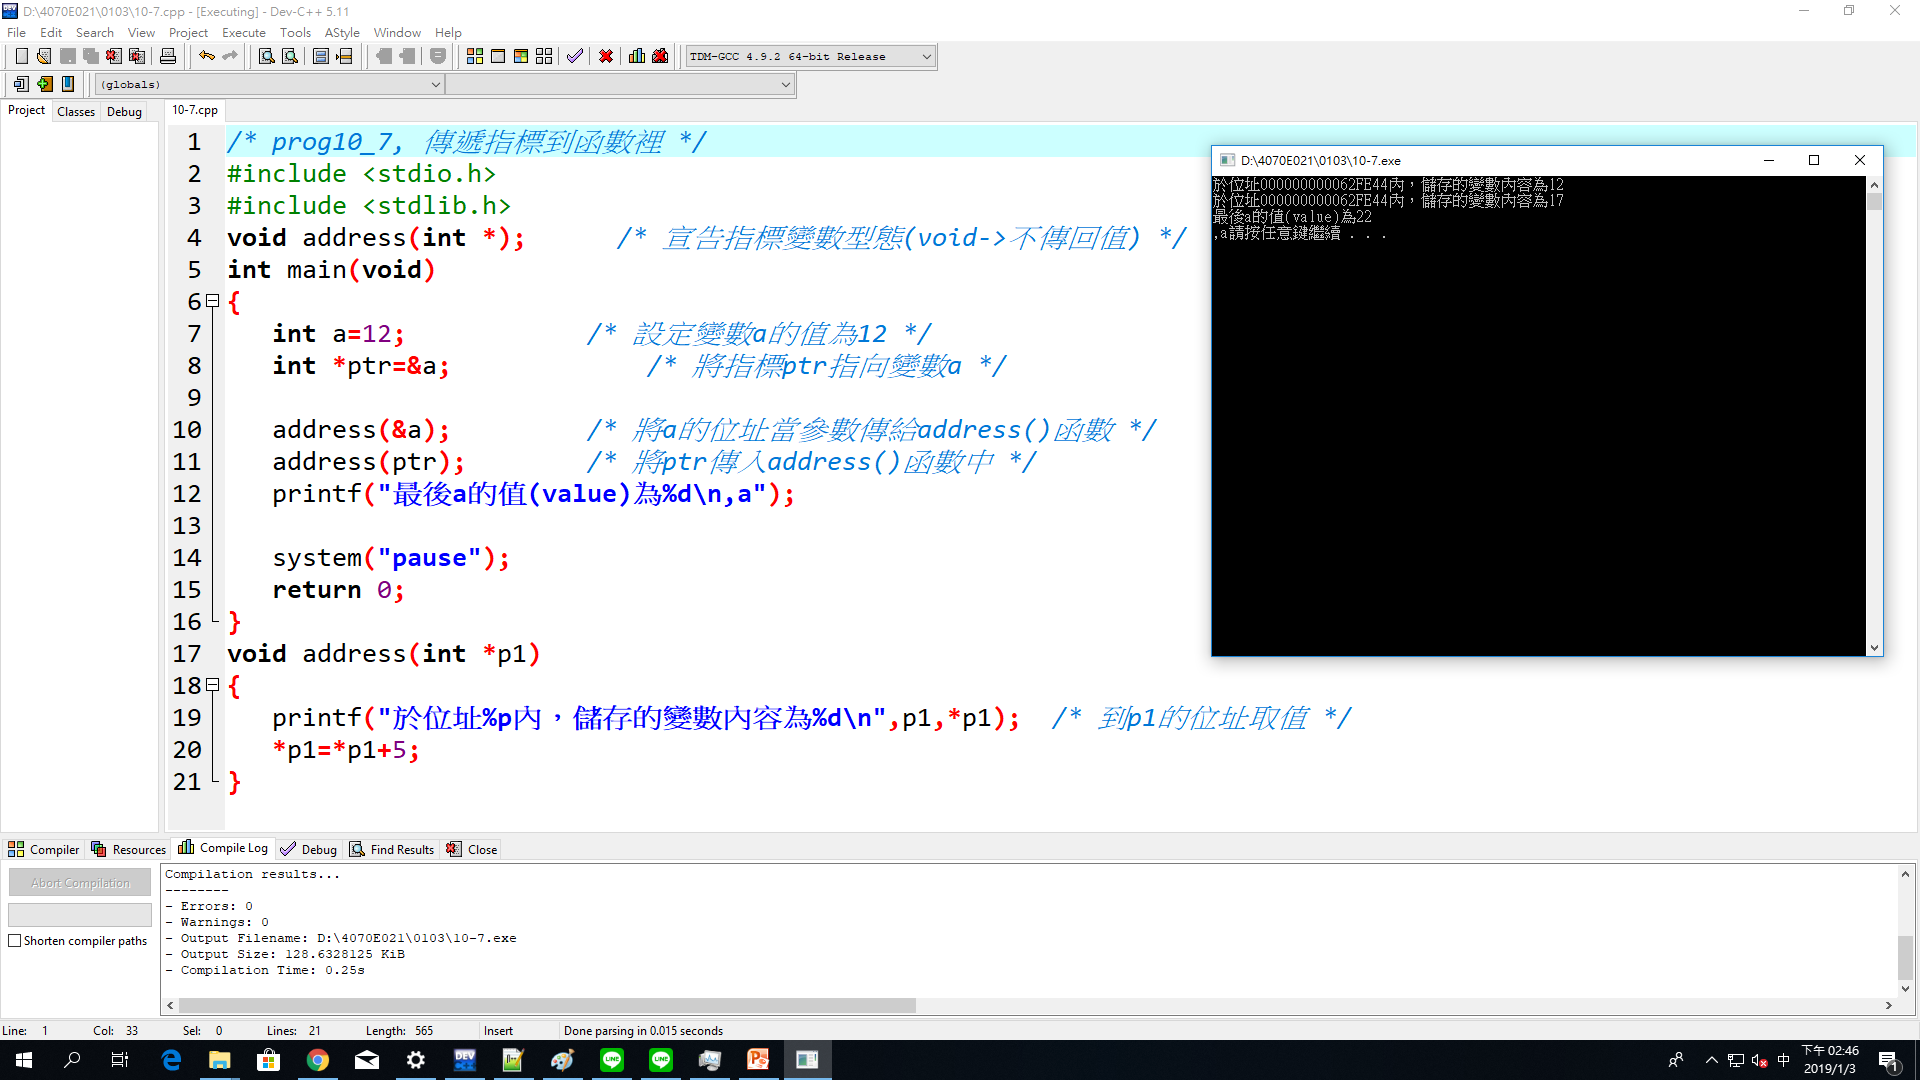 D:\4070E021\0103\10-7.cpp - [Executing] - Dev-C++ 5.11
File Edit Search View Project Execute Tools AStyle Window Help
TDM-GCC 4.9.2 64-bit Release
(globals)
Project Classes Debug
10-7.cpp
1 /* prog10_7, 傳遞指標到函數裡 */
2 #include <stdio.h>
3 #include <stdlib.h>
4 void address(int *); /* 宣告指標變數型態(void->不傳回值) */
5 int main(void)
6 {
7 int a=12; /* 設定變數a的值為12 */
8 int *ptr=&a; /* 將指標ptr指向變數a */
9
10 address(&a); /* 將a的位址當參數傳給address()函數 */
11 address(ptr); /* 將ptr傳入address()函數中 */
12 printf("最後a的值(value)為%d\n,a");
13
14 system("pause");
15 return 0;
16 }
17 void address(int *p1)
18 {
19 printf("於位址%p內，儲存的變數內容為%d\n",p1,*p1); /* 到p1的位址取值 */
20 *p1=*p1+5;
21 }
D:\4070E021\0103\10-7.exe
於位址000000000062FE44內，儲存的變數內容為12
於位址000000000062FE44內，儲存的變數內容為17
最後a的值(value)為22
,a請按任意鍵繼續 . . .
Compiler Resources Compile Log Debug Find Results Close
Abort Compilation
Shorten compiler paths
Compilation results...
--------
- Errors: 0
- Warnings: 0
- Output Filename: D:\4070E021\0103\10-7.exe
- Output Size: 128.6328125 KiB
- Compilation Time: 0.25s
Line: 1 Col: 33 Sel: 0 Lines: 21 Length: 565 Insert Done parsing in 0.015 seconds
中
下午 02:46
2019/1/3
1